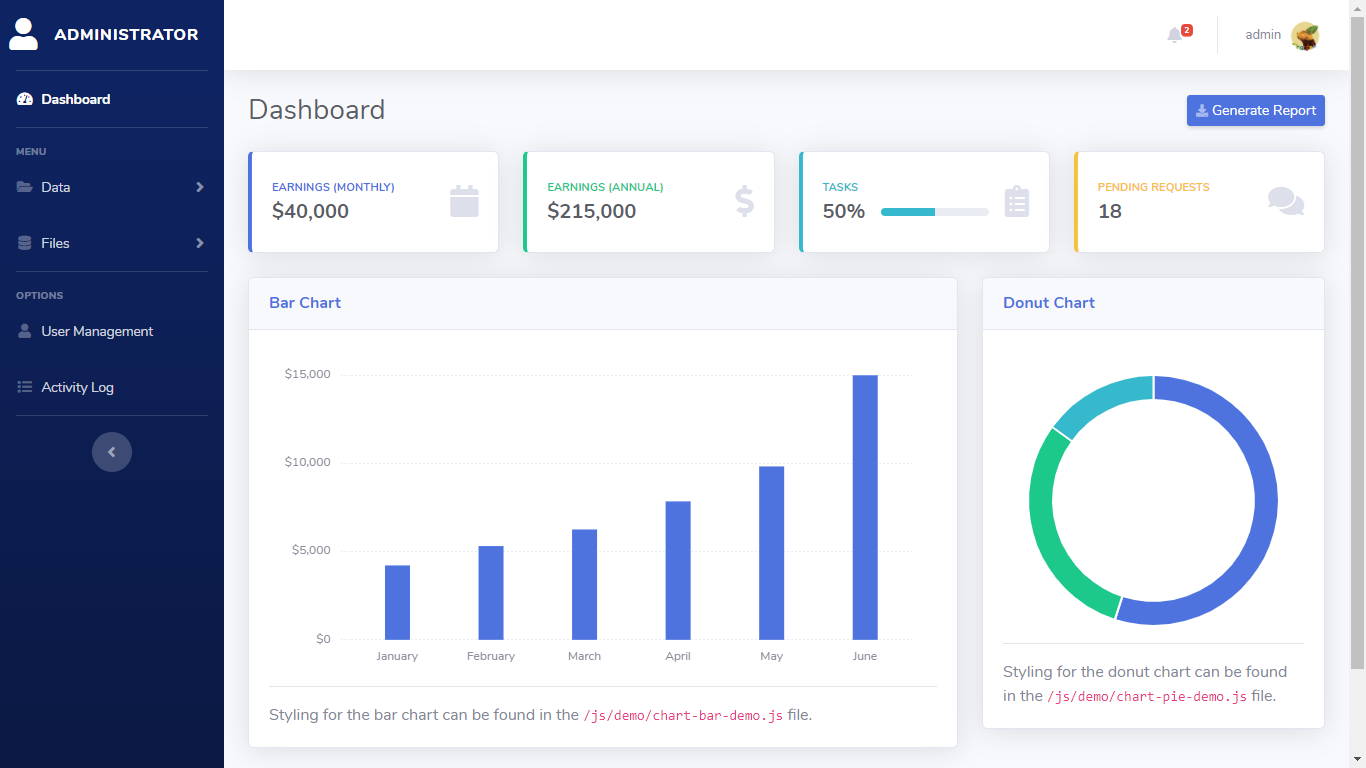 ADMINISTRATOR
2
admin
Dashboard
MENU
Data
Files
OPTIONS
User Management
Activity Log
Dashboard
Generate Report
EARNINGS (MONTHLY)
$40,000
EARNINGS (ANNUAL)
$215,000
TASKS
50%
PENDING REQUESTS
18
Bar Chart
$15,000
$10,000
$5,000
$0
January February March April May June
Styling for the bar chart can be found in the /js/demo/chart-bar-demo.js file.
Donut Chart
Styling for the donut chart can be found
in the /js/demo/chart-pie-demo.js file.